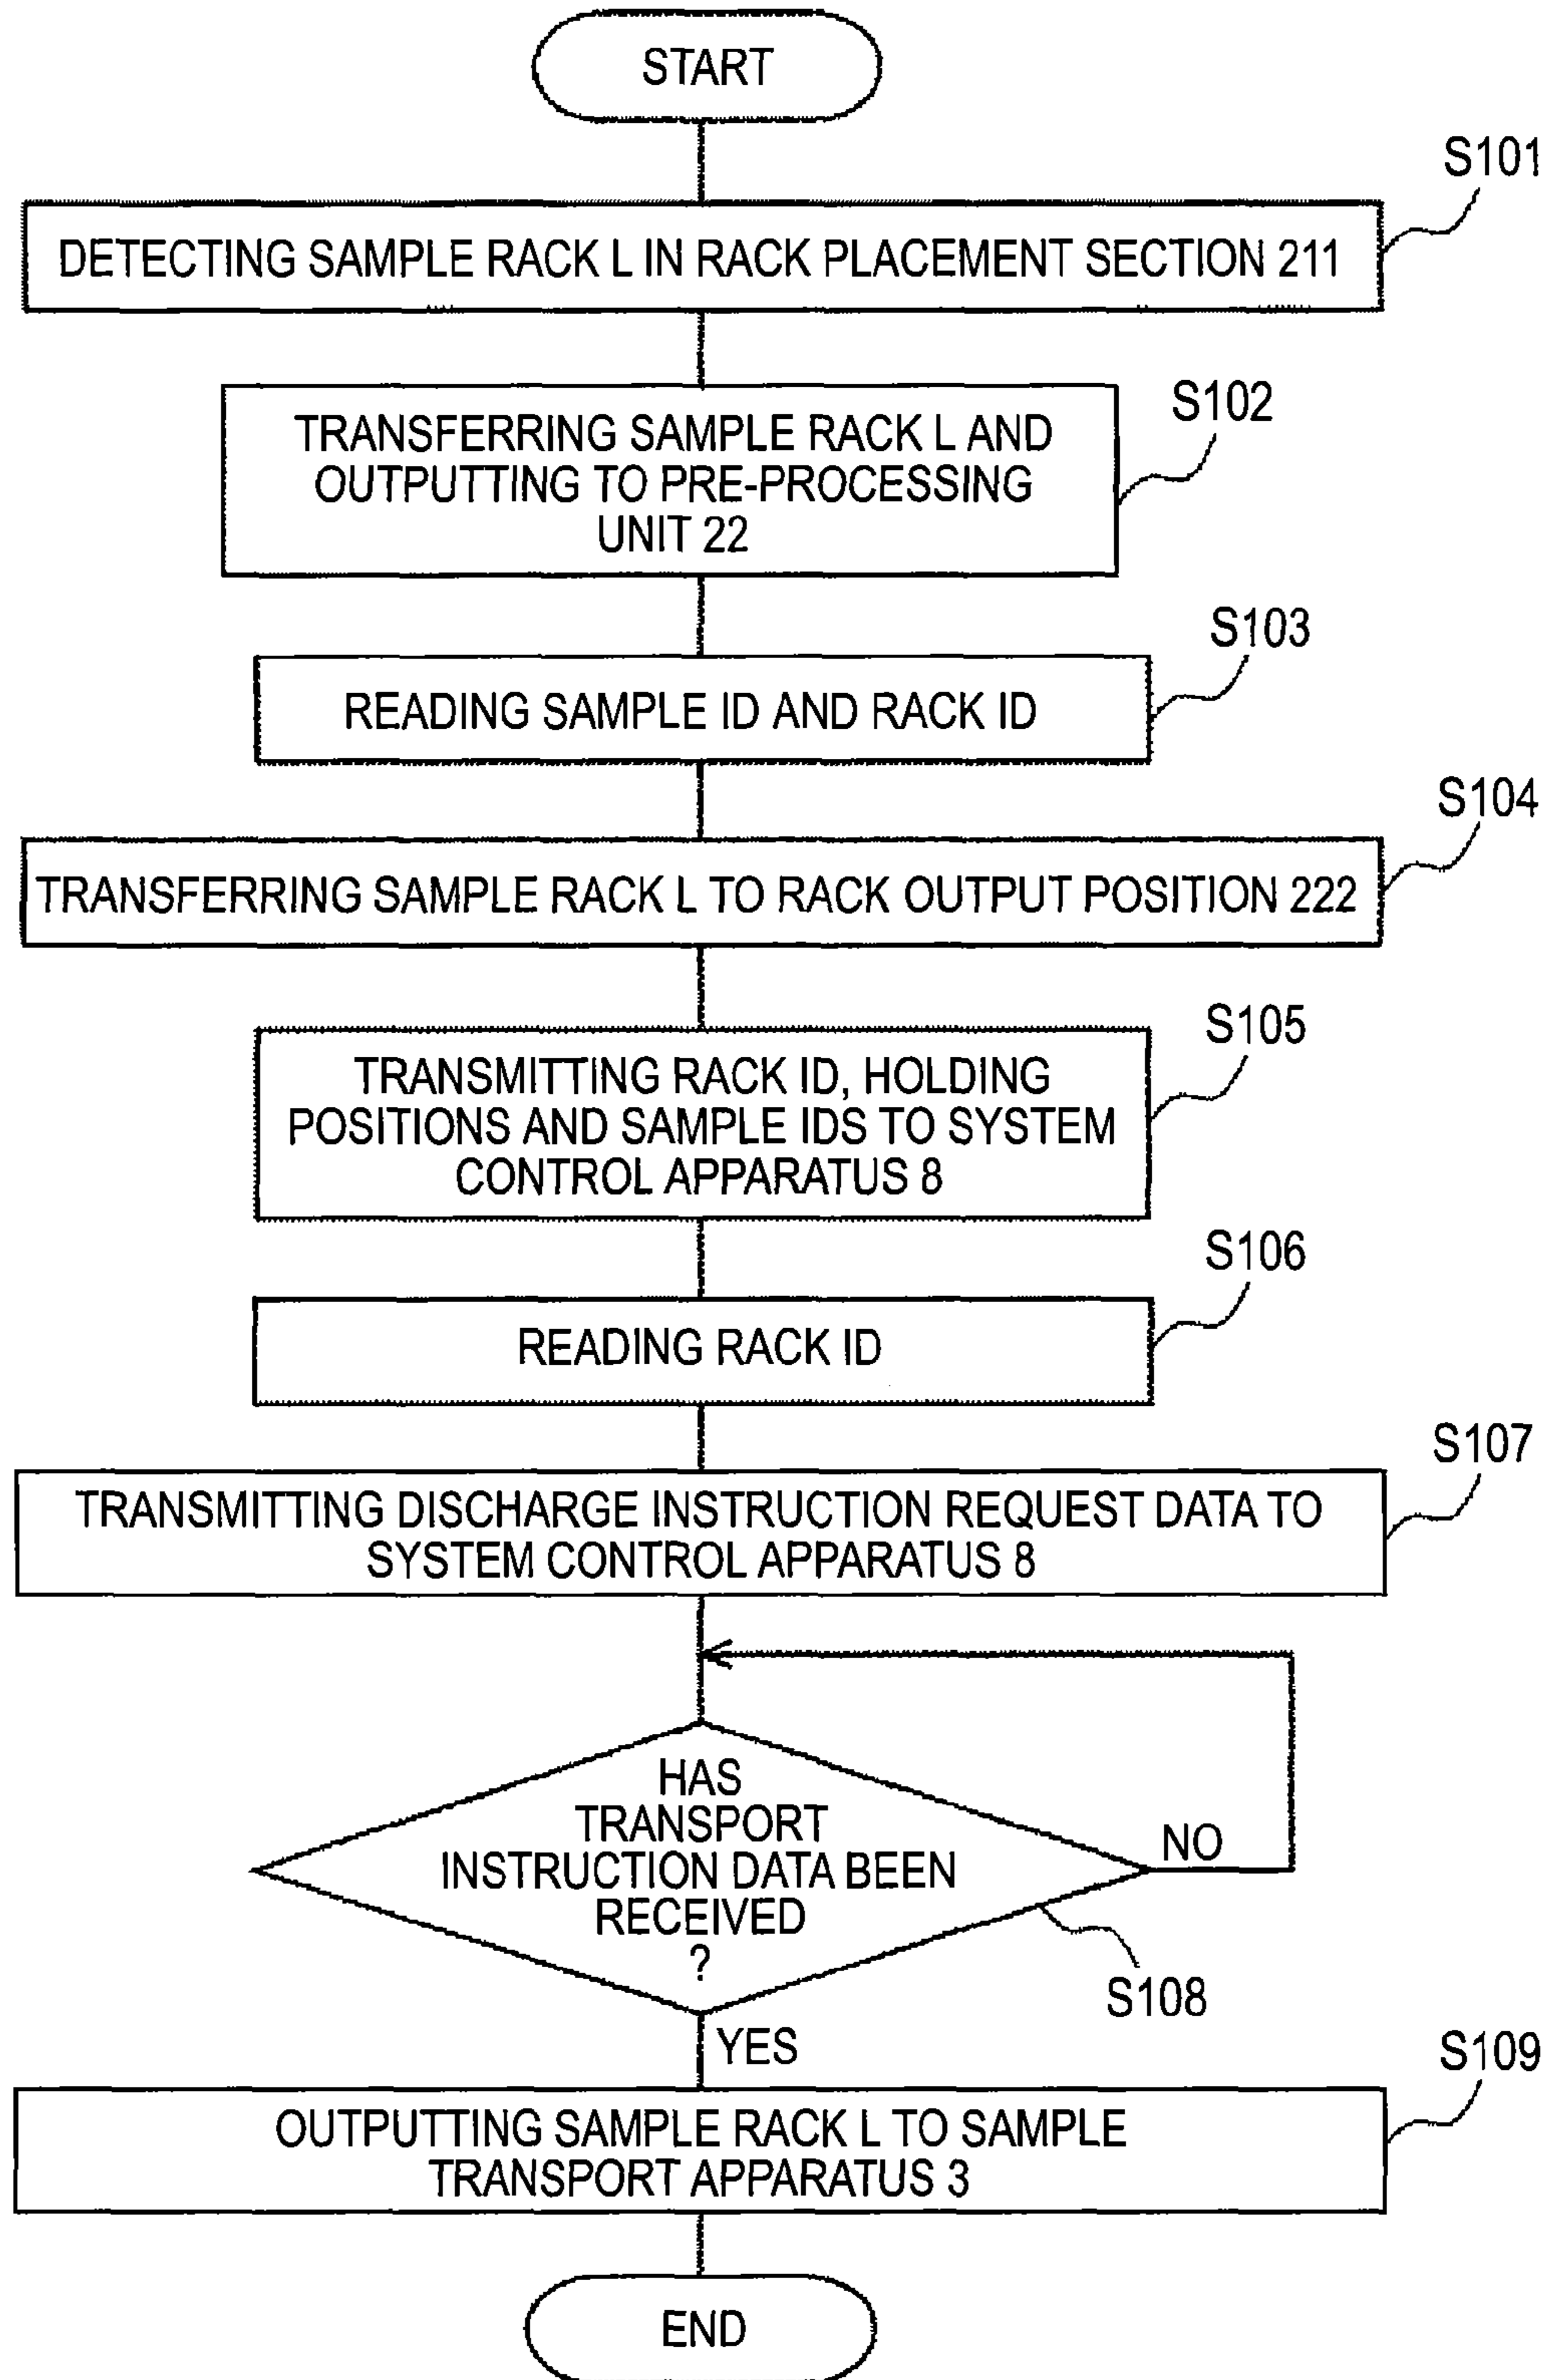 START
S101
DETECTING SAMPLE RACK L IN RACK PLACEMENT SECTION 211
S102
TRANSFERRING SAMPLE RACK L AND
OUTPUTTING TO PRE-PROCESSING
UNIT 22
S103
READING SAMPLE ID AND RACK ID
S104
TRANSFERRING SAMPLE RACK L TO RACK OUTPUT POSITION 222
S105
TRANSMITTING RACK ID, HOLDING
POSITIONS AND SAMPLE IDS TO SYSTEM
CONTROL APPARATUS 8
S106
READING RACK ID
S107
TRANSMITTING DISCHARGE INSTRUCTION REQUEST DATA TO
SYSTEM CONTROL APPARATUS 8
HAS
TRANSPORT
INSTRUCTION DATA BEEN
RECEIVED
?
NO
S108
YES
S109
OUTPUTTING SAMPLE RACK L TO SAMPLE
TRANSPORT APPARATUS 3
END